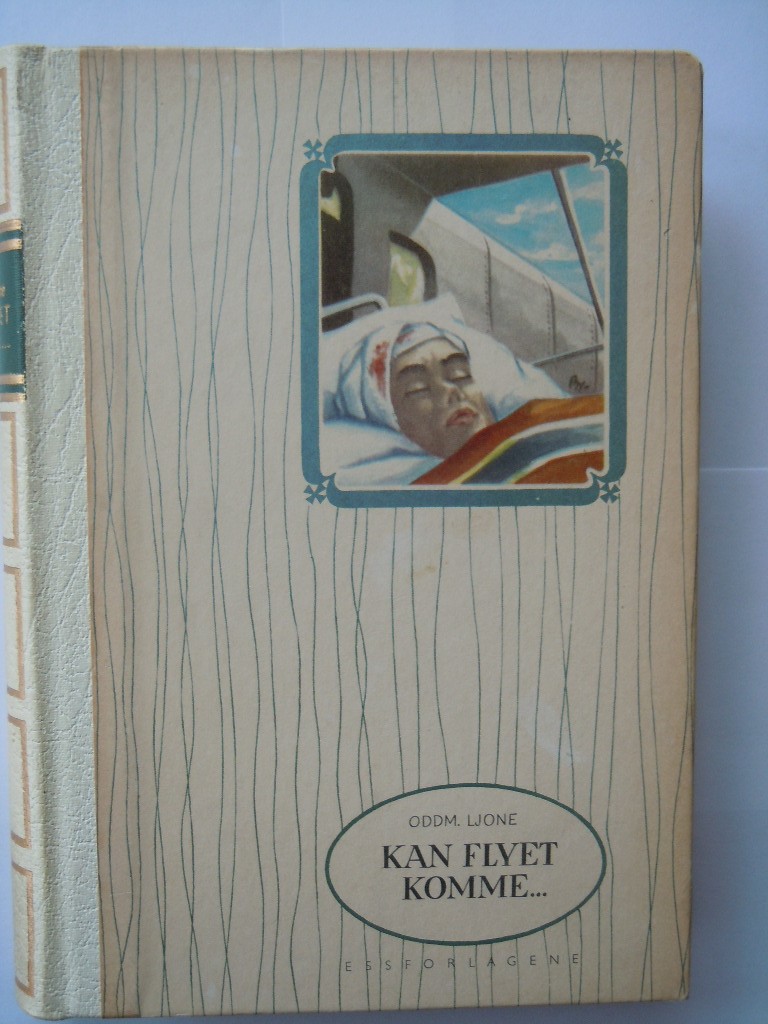 ODDM. LJONE
KAN FLYET
KOMME...
ESSFORLAGENE